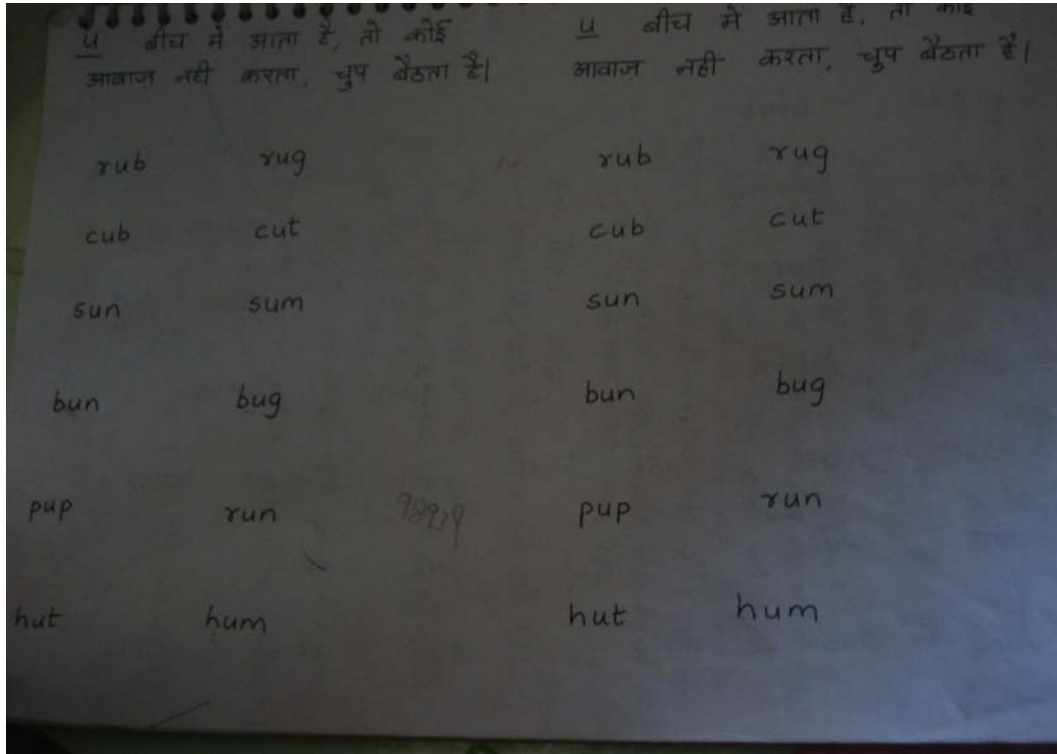 u बीच में आता है, तो कोई
आवाज़ नही करता, चुप बैठता है|
rub rug
cub cut
sun sum
bun bug
pup run
hut hum
u बीच में आता है, तो कोई
आवाज़ नही करता, चुप बैठता है|
rub rug
cub cut
sun sum
bun bug
pup run
hut hum